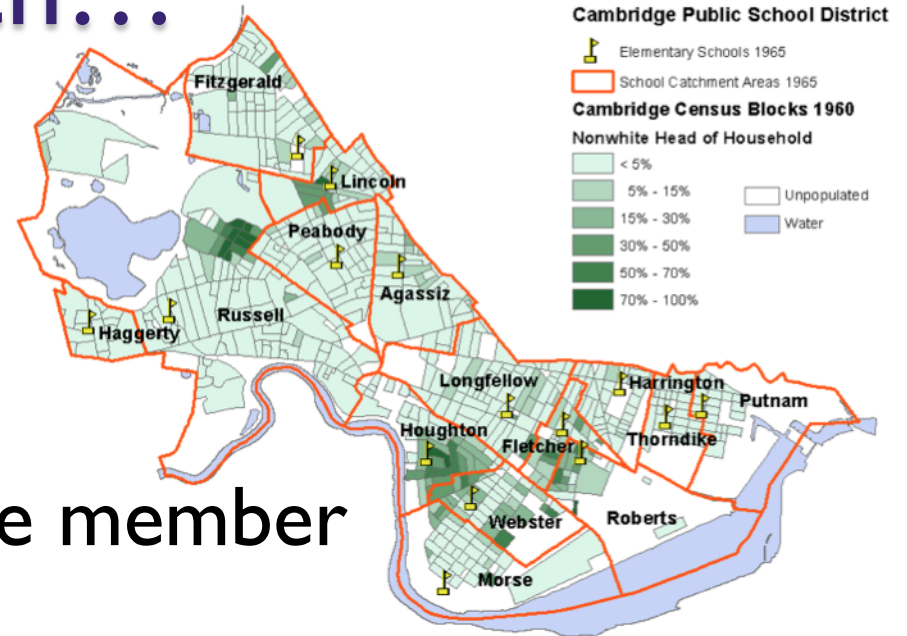 Cambridge Public School District
Elementary Schools 1965
School Catchment Areas 1965
Cambridge Census Blocks 1960
Nonwhite Head of Household
< 5%
5% - 15%
15% - 30%
30% - 50%
50% - 70%
70% - 100%
Unpopulated
Water
Fitzgerald
Lincoln
Peabody
Agassiz
Russell
Haggerty
Longfellow
Harrington
Putnam
Houghton
Fletcher
Thorndike
Webster
Roberts
Morse
e member